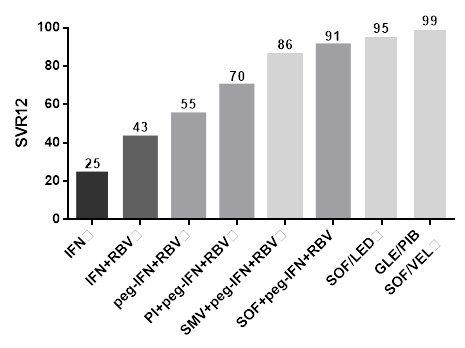 100
80
60
40
20
0
SVR12
25
43
55
70
86
91
95
99
IFN□
IFN+RBV□
peg-IFN+RBV□
PI+peg-IFN+RBV□
SMV+peg-IFN+RBV□
SOF+peg-IFN+RBV
SOF/LED□
GLE/PIB
SOF/VEL□